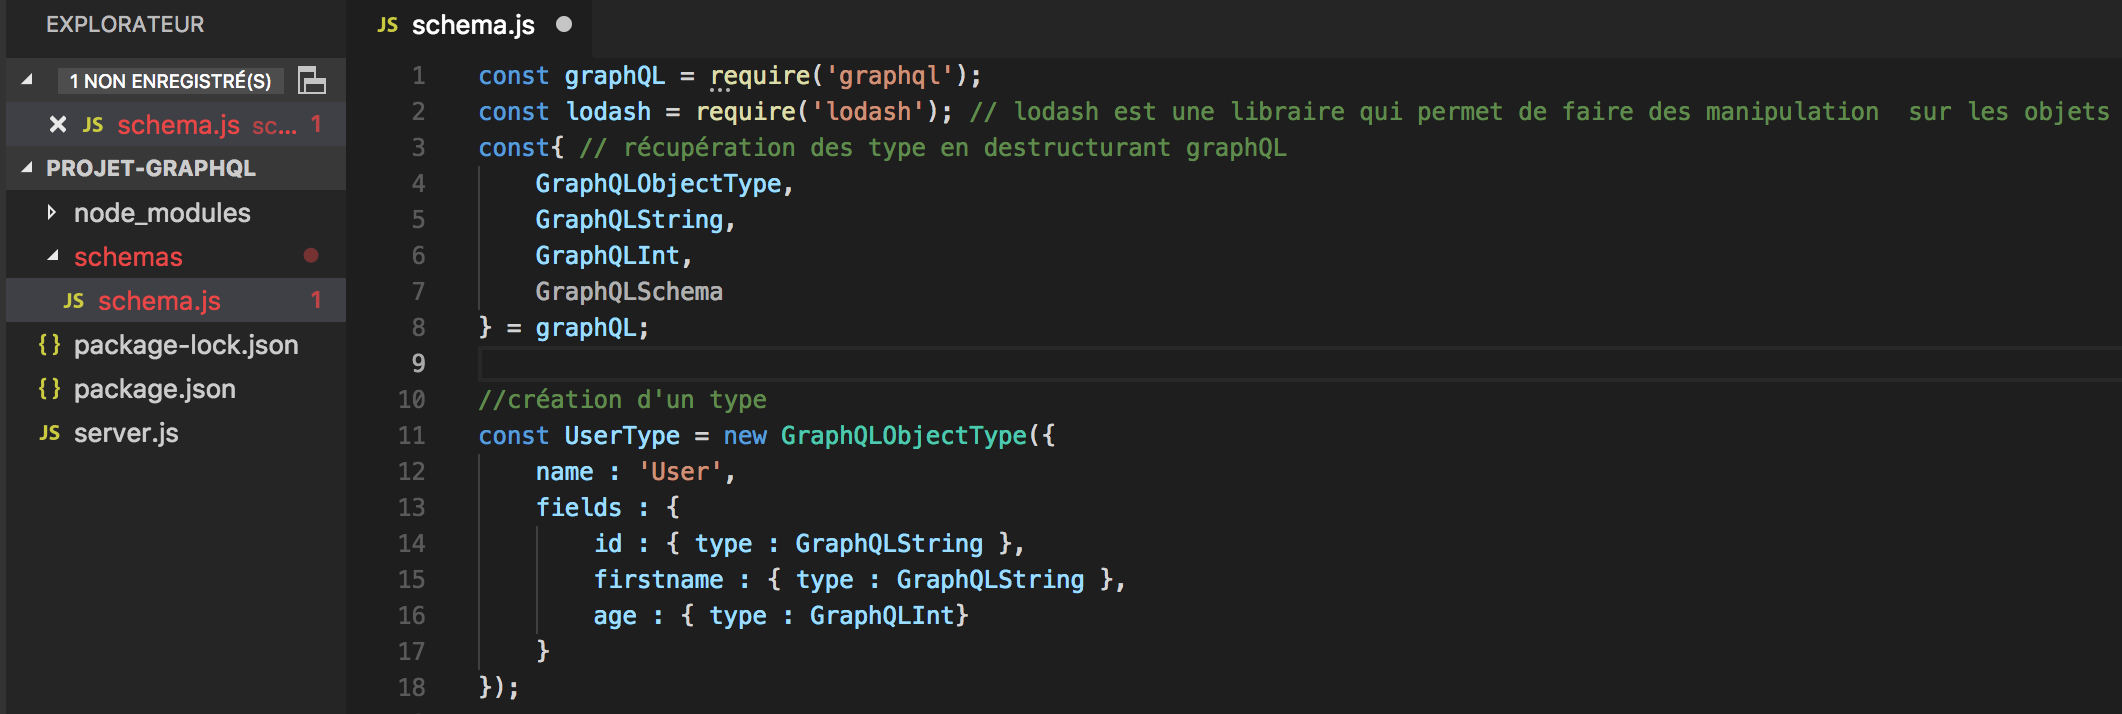 EXPLORATEUR
1 NON ENREGISTRÉ(S)
JS schema.js sc... 1
PROJET-GRAPHQL
node_modules
schemas
JS schema.js 1
{} package-lock.json
{} package.json
JS server.js
JS schema.js
1 const graphQL = require('graphql');
2 const lodash = require('lodash'); // lodash est une libraire qui permet de faire des manipulation  sur les objets
3 const{ // récupération des type en destructurant graphQL
4 GraphQLObjectType,
5 GraphQLString,
6 GraphQLInt,
7 GraphQLSchema
8 } = graphQL;
9
10 //création d'un type
11 const UserType = new GraphQLObjectType({
12 name : 'User',
13 fields : {
14 id : { type : GraphQLString },
15 firstname : { type : GraphQLString },
16 age : { type : GraphQLInt}
17 }
18 });